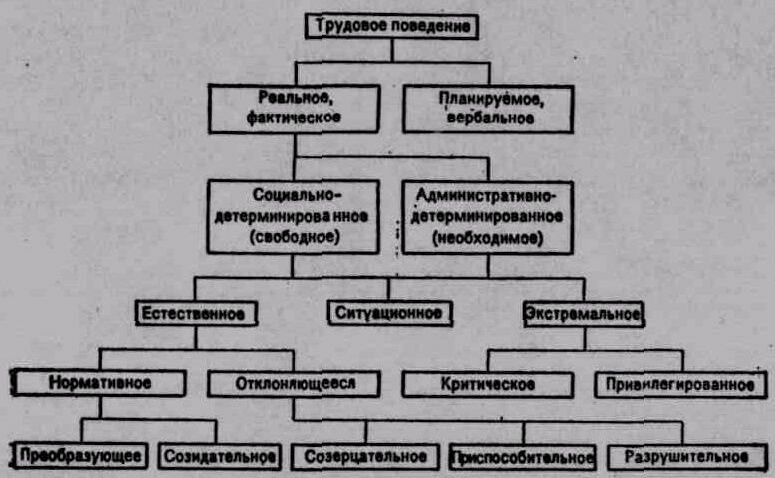 Трудовое поведение
Реальное,
фактическое
Планируемое,
вербальное
Социально-
детерминированное
(свободное)
Административно-
детерминированное
(необходимое)
Естественное
Ситуационное
Экстремальное
Нормативное
Отклоняющееся
Критическое
Привилегированное
Преобразующее
Созидательное
Созерцательное
Приспособительное
Разрушительное